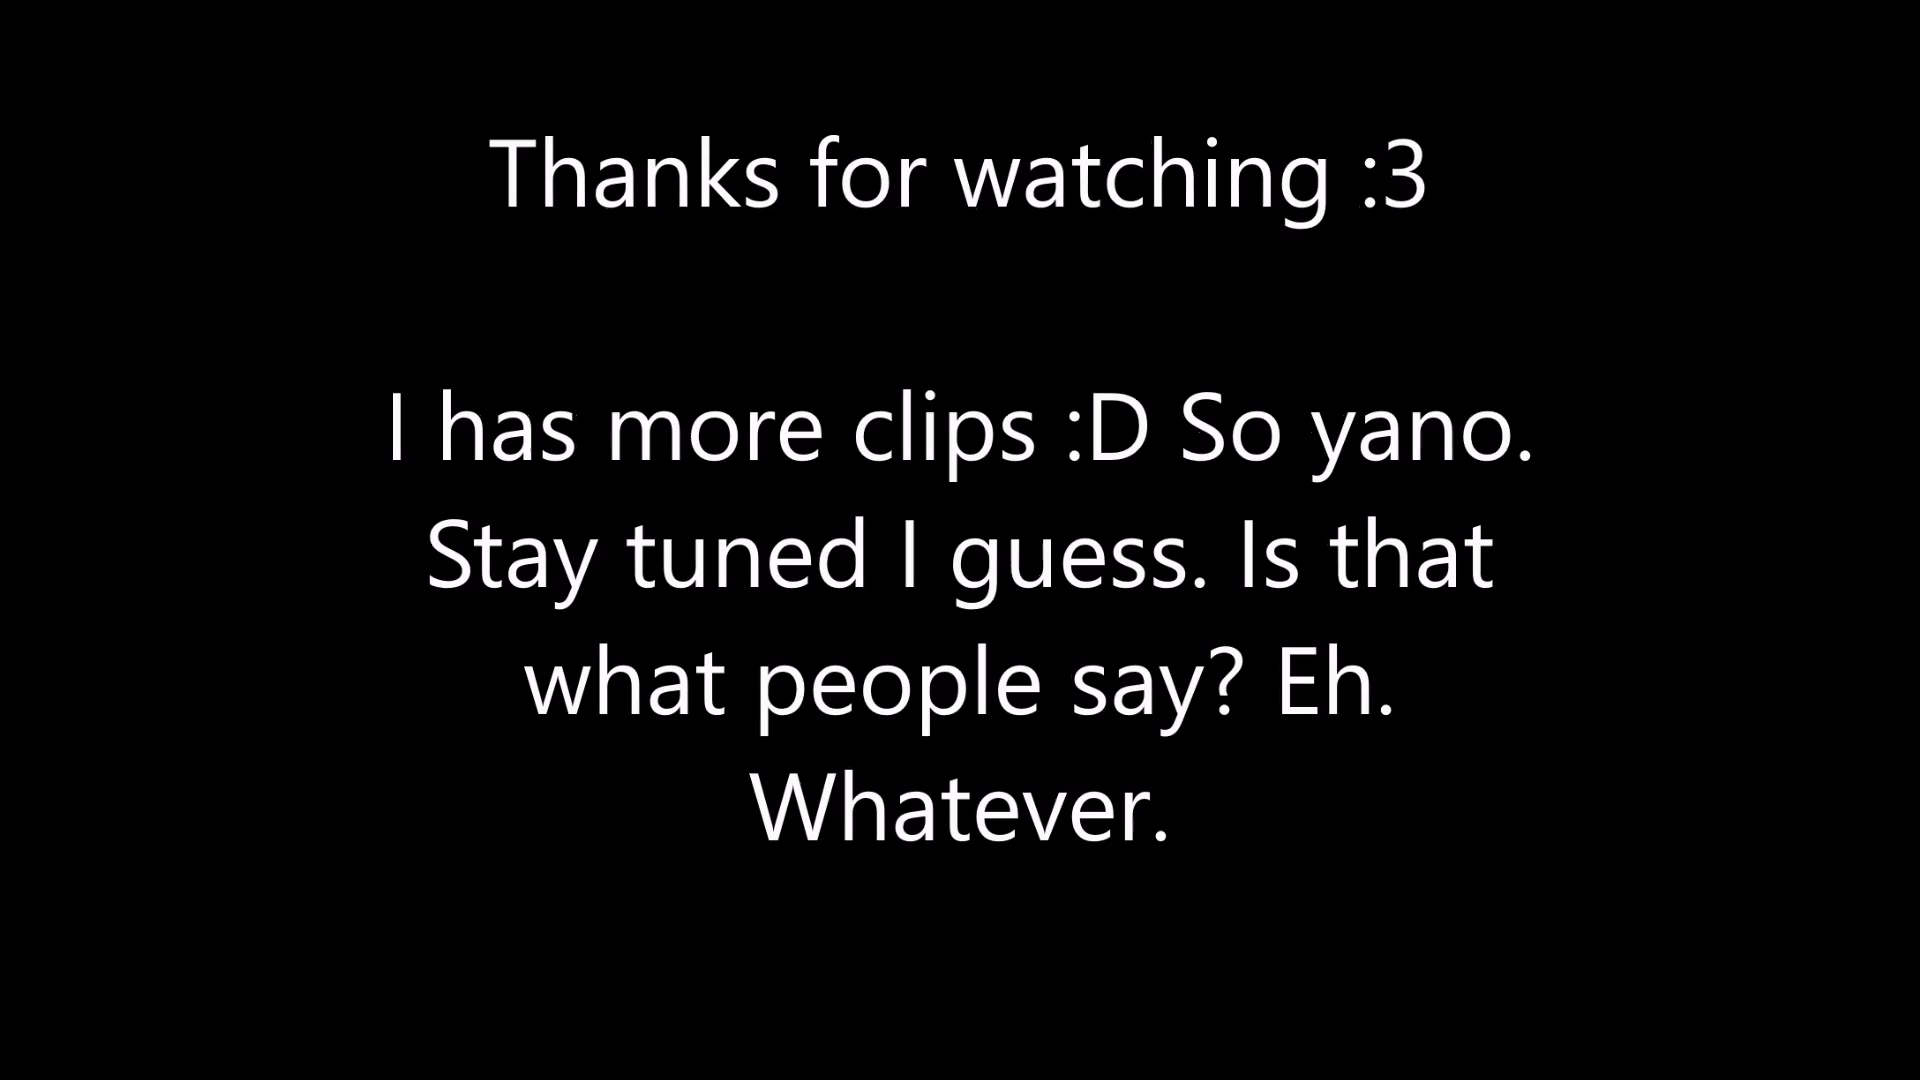 Thanks for watching :3
I has more clips :D So yano.
Stay tuned I guess. Is that
what people say? Eh.
Whatever.